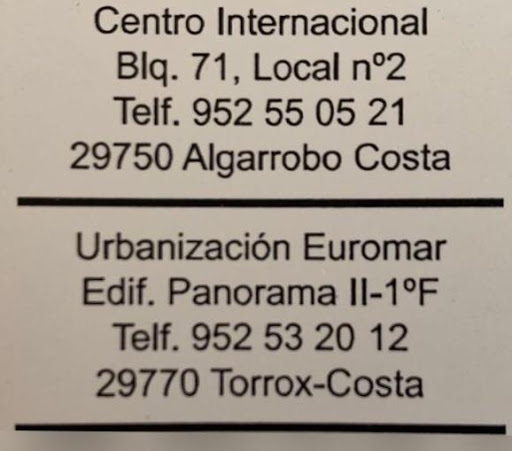 Centro Internacional
Blq. 71, Local nº2
Telf. 952 55 05 21
29750 Algarrobo Costa
Urbanización Euromar
Edif. Panorama II-1ºF
Telf. 952 53 20 12
29770 Torrox-Costa